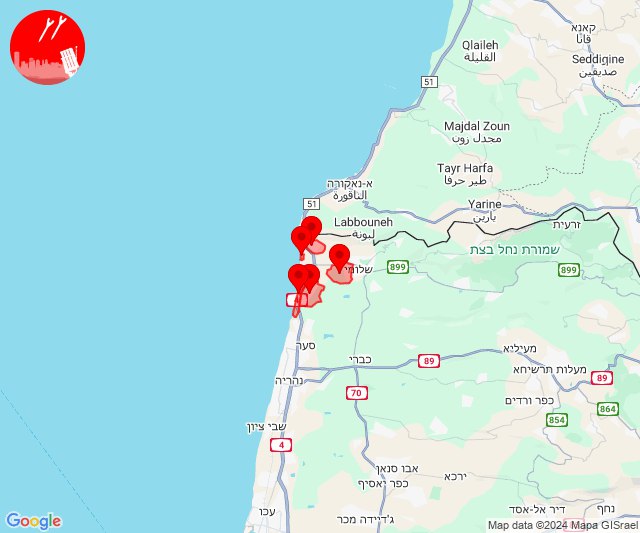 קאנא
قانا
Qlaileh
القليلة
Seddiqine
صديقين
51
Majdal Zoun
مجدل زون
Tayr Harfa
طير حرفا
א-נאקורה
الناقورة
Yarine
يارين
51
Labbouneh
لبونة
זרעית
שמורת נחל בצת
שלומי
899
899
סער
כברי
89
מעיליא
מעלות תרשיחא
89
נהריה
70
כפר ורדים
864
854
שבי ציון
4
אבו סנאן
ירכא
כפר יאסיף
עכו
ג'דיידה מכר
דיר אל-אסד
נחף
Google
Map data ©2024 Mapa GISrael